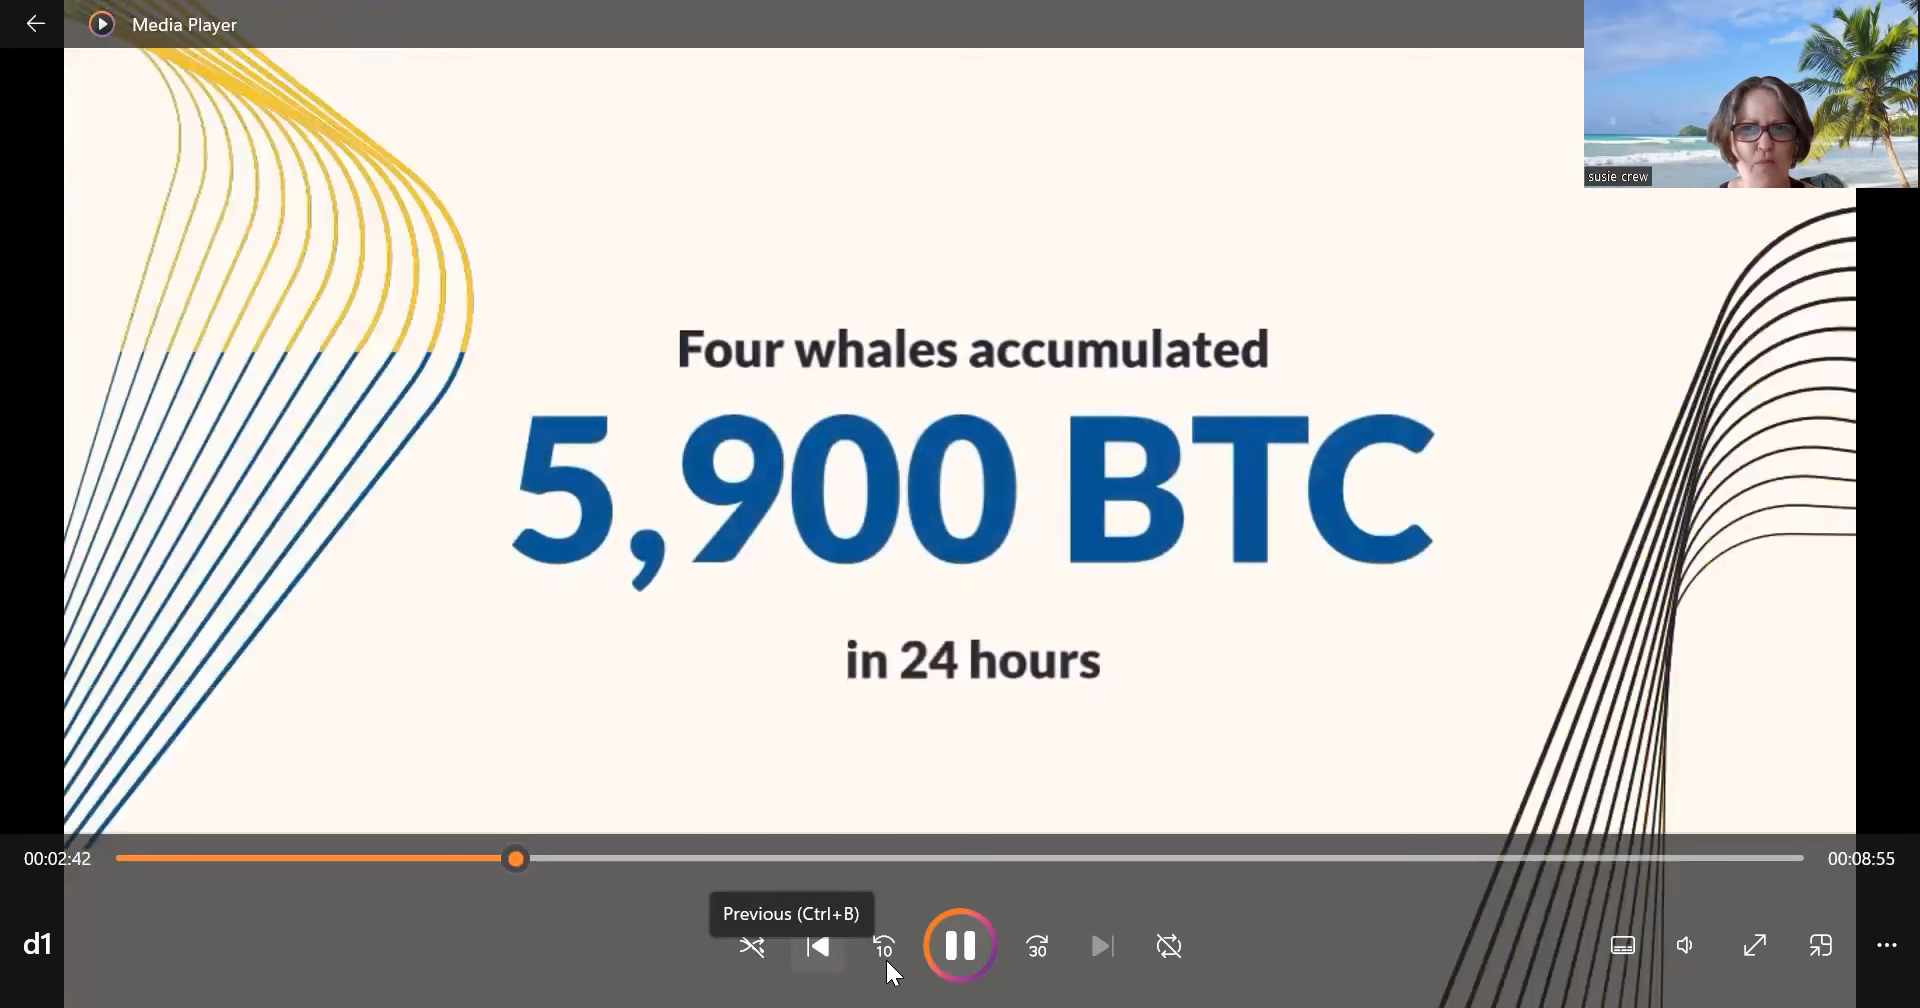 Media Player
susie crew
Four whales accumulated
5,900 BTC
in 24 hours
00:02:42
00:08:55
Previous (Ctrl+B)
d1
10
30